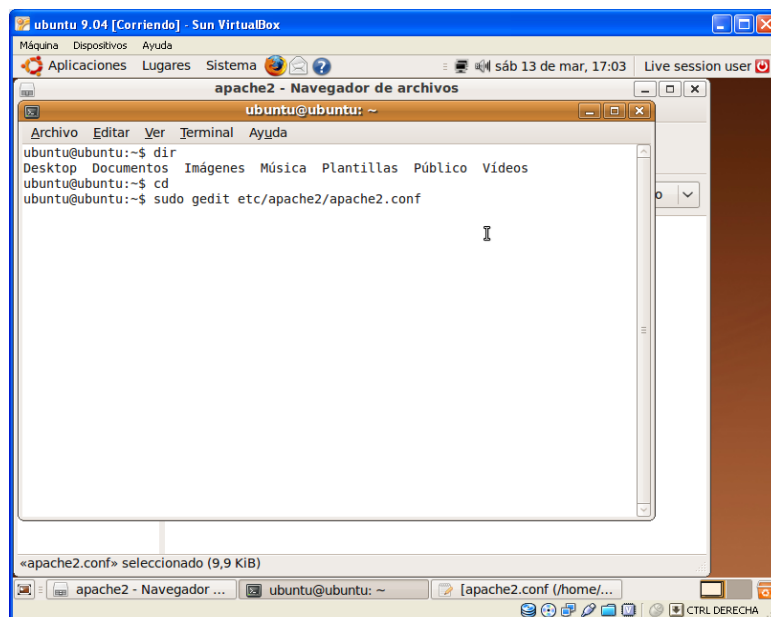 ubuntu 9.04 [Corriendo] - Sun VirtualBox
Máquina Dispositivos Ayuda
Aplicaciones Lugares Sistema sáb 13 de mar, 17:03 Live session user
apache2 - Navegador de archivos
ubuntu@ubuntu: ~
Archivo Editar Ver Terminal Ayuda
ubuntu@ubuntu:~$ dir
Desktop Documentos Imágenes Música Plantillas Público Vídeos
ubuntu@ubuntu:~$ cd
ubuntu@ubuntu:~$ sudo gedit etc/apache2/apache2.conf
«apache2.conf» seleccionado (9,9 KiB)
apache2 - Navegador ... ubuntu@ubuntu: ~ [apache2.conf (/home/...
CTRL DERECHA